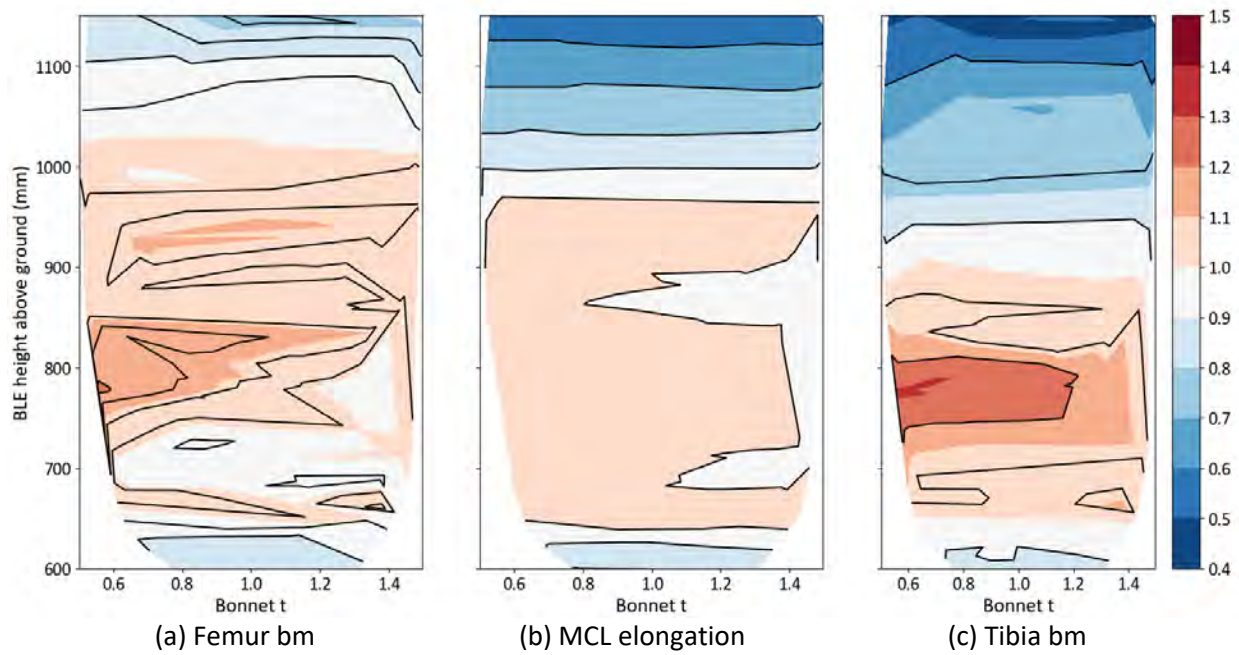 BLE height above ground (mm)
1100
1000
900
800
700
600
0.6 0.8 1.0 1.2 1.4
Bonnet t
(a) Femur bm
0.6 0.8 1.0 1.2 1.4
Bonnet t
(b) MCL elongation
0.6 0.8 1.0 1.2 1.4
Bonnet t
(c) Tibia bm
1.5
1.4
1.3
1.2
1.1
1.0
0.9
0.8
0.7
0.6
0.5
0.4